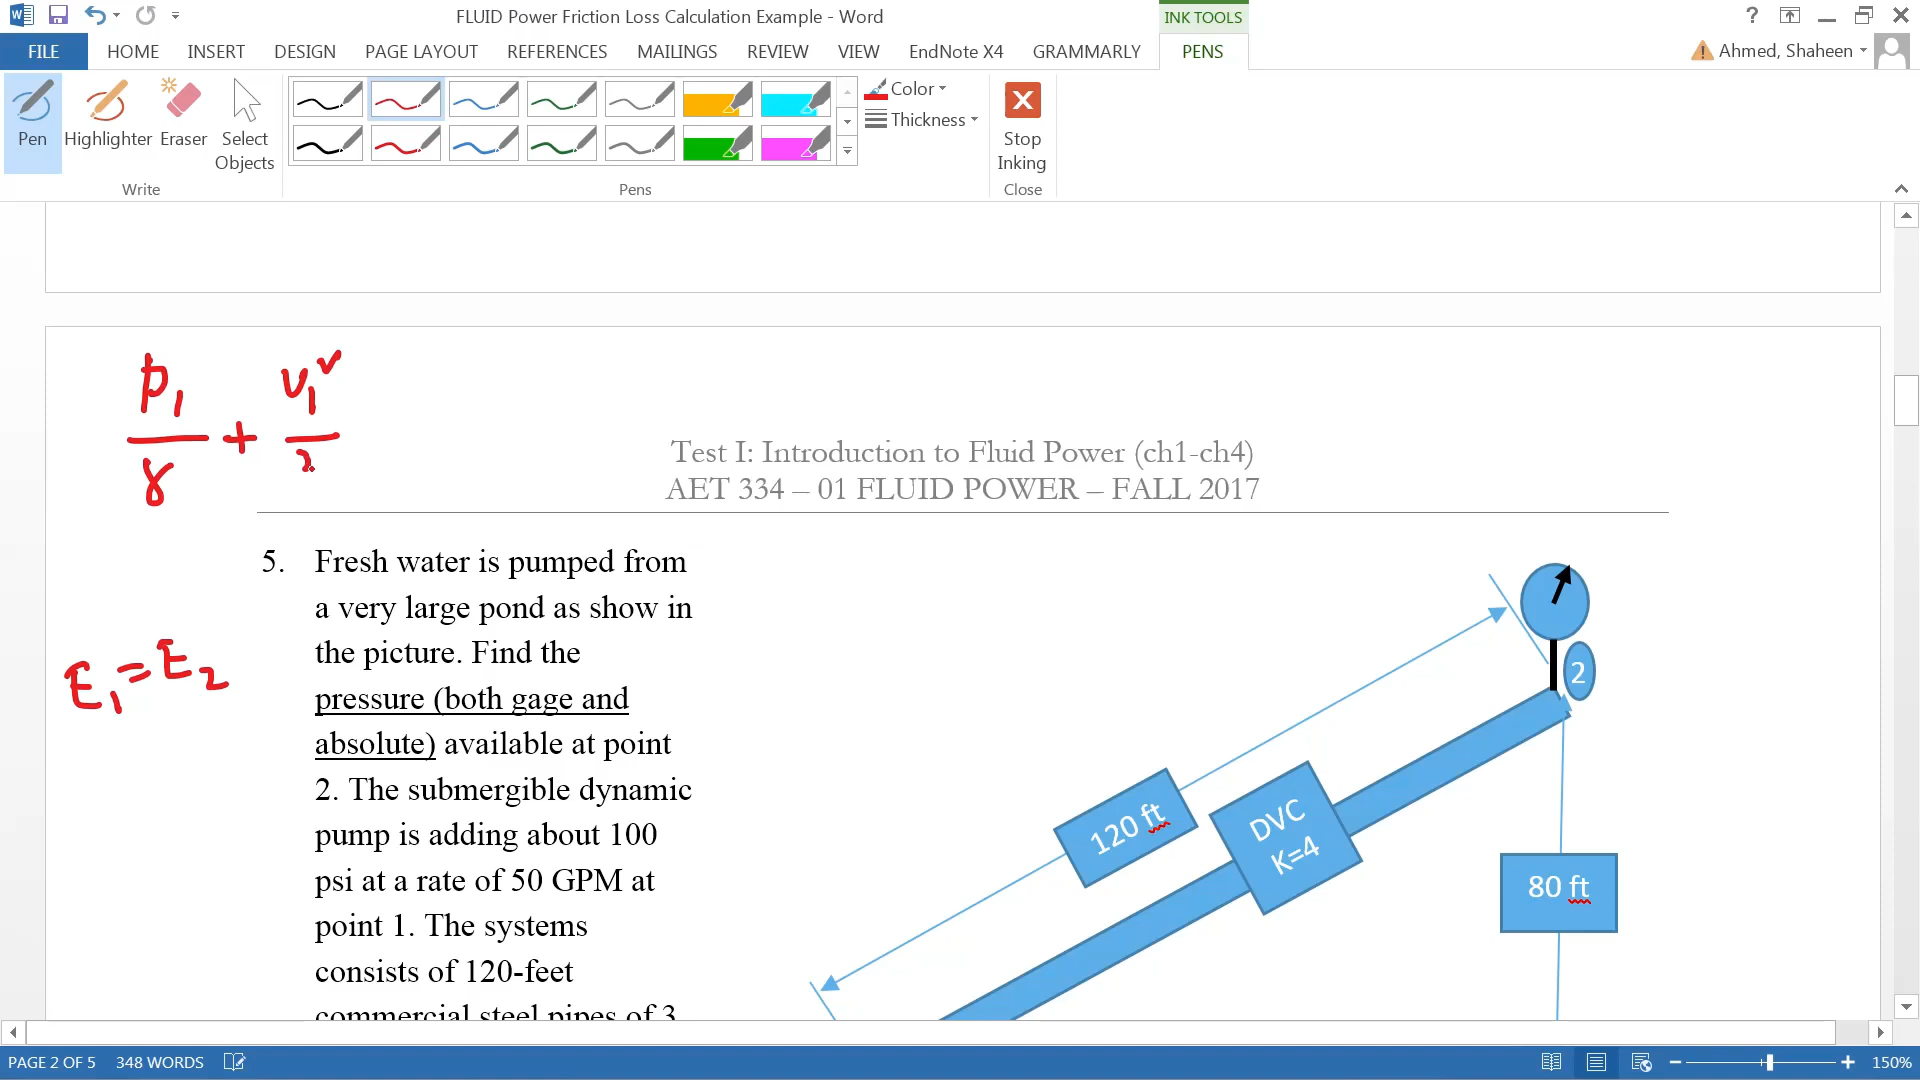 FLUID Power Friction Loss Calculation Example - Word
INK TOOLS
?
FILE HOME INSERT DESIGN PAGE LAYOUT REFERENCES MAILINGS REVIEW VIEW EndNote X4 GRAMMARLY PENS
Ahmed, Shaheen
Pen Highlighter Eraser Select Objects
Color
Thickness
Stop Inking
Write Pens Close
p₁/γ + v₁²/2
Test I: Introduction to Fluid Power (ch1-ch4)
AET 334 – 01 FLUID POWER – FALL 2017
E₁=E₂
5. Fresh water is pumped from
a very large pond as show in
the picture. Find the
pressure (both gage and
absolute) available at point
2. The submergible dynamic
pump is adding about 100
psi at a rate of 50 GPM at
point 1. The systems
consists of 120-feet
commercial steel pipes of 3
2
120 ft
DVC
K=4
80 ft
PAGE 2 OF 5 348 WORDS
150%